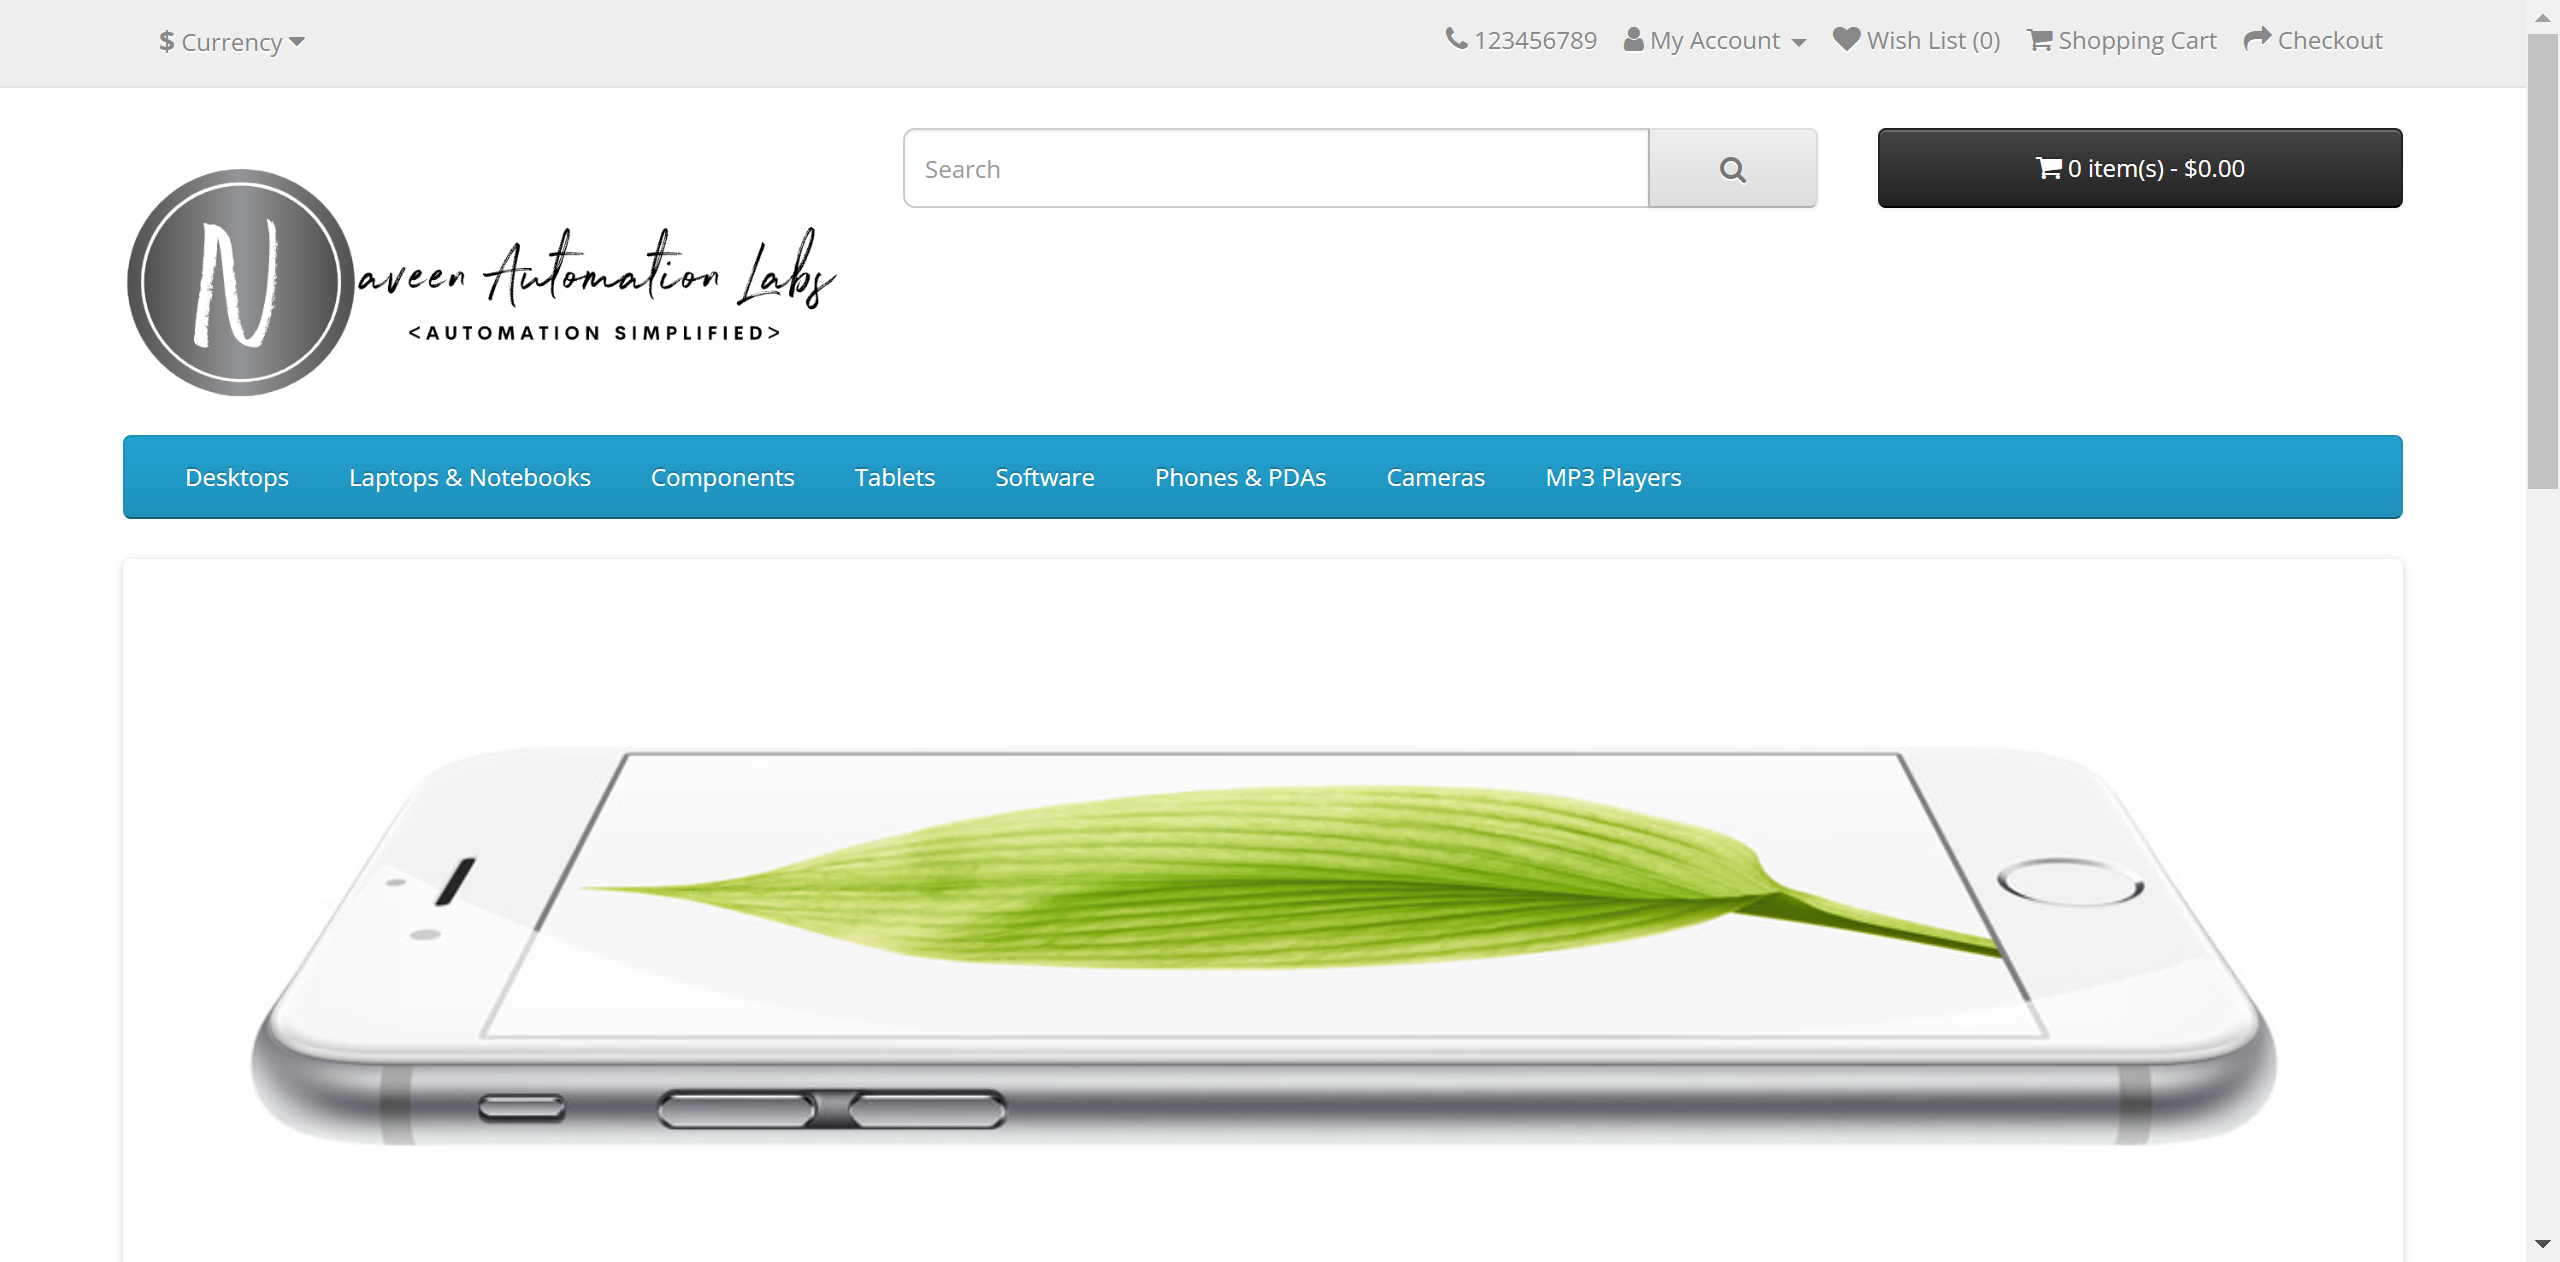 $ Currency
123456789 My Account Wish List (0) Shopping Cart Checkout
Search
0 item(s) - $0.00
Naveen Automation Labs
<AUTOMATION SIMPLIFIED>
Desktops Laptops & Notebooks Components Tablets Software Phones & PDAs Cameras MP3 Players